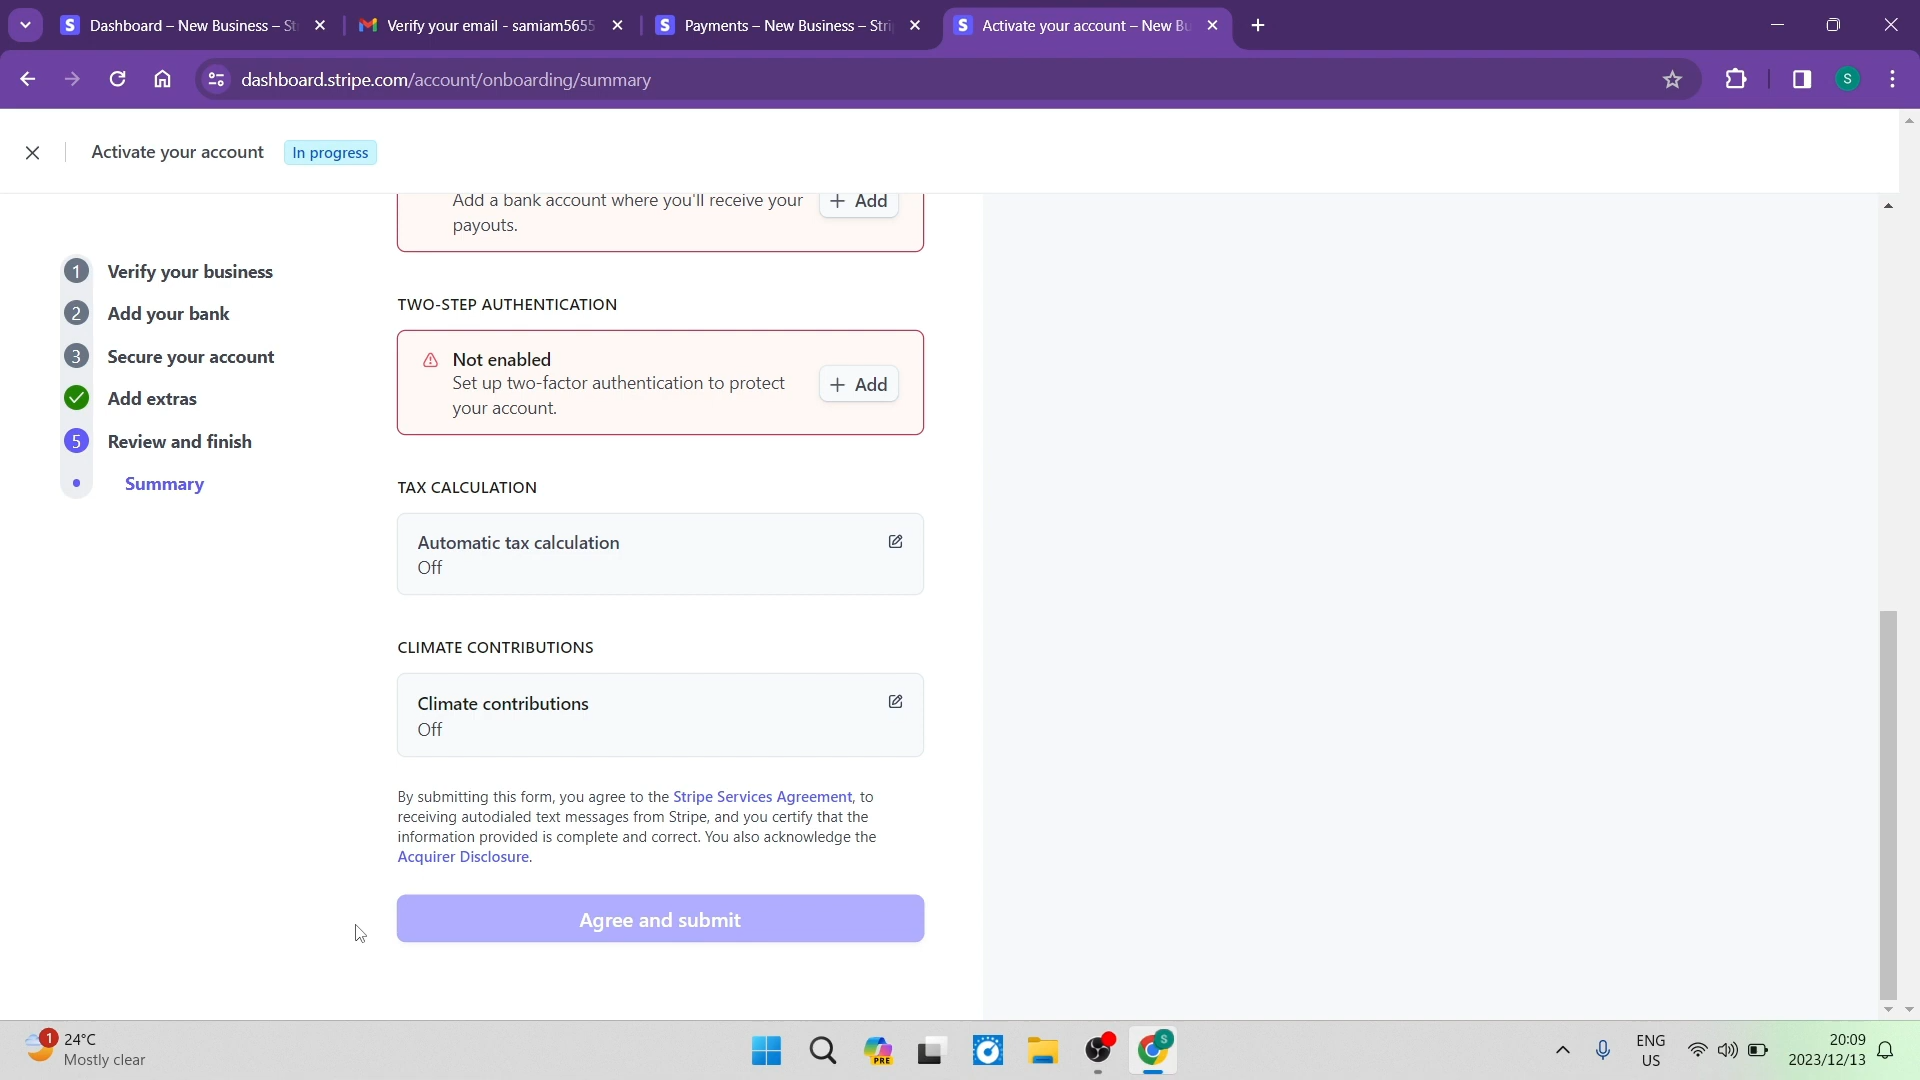 Dashboard – New Business – St
Verify your email - samiam5655
Payments – New Business – Stri
Activate your account – New Bu
dashboard.stripe.com/account/onboarding/summary
S
Activate your account
In progress
Add a bank account where you'll receive your
payouts.
+ Add
1 Verify your business
2 Add your bank
3 Secure your account
Add extras
5 Review and finish
Summary
TWO-STEP AUTHENTICATION
Not enabled
Set up two-factor authentication to protect
your account.
+ Add
TAX CALCULATION
Automatic tax calculation
Off
CLIMATE CONTRIBUTIONS
Climate contributions
Off
By submitting this form, you agree to the Stripe Services Agreement, to
receiving autodialed text messages from Stripe, and you certify that the
information provided is complete and correct. You also acknowledge the
Acquirer Disclosure.
Agree and submit
1
24°C
Mostly clear
PRE
S
ENG
US
20:09
2023/12/13